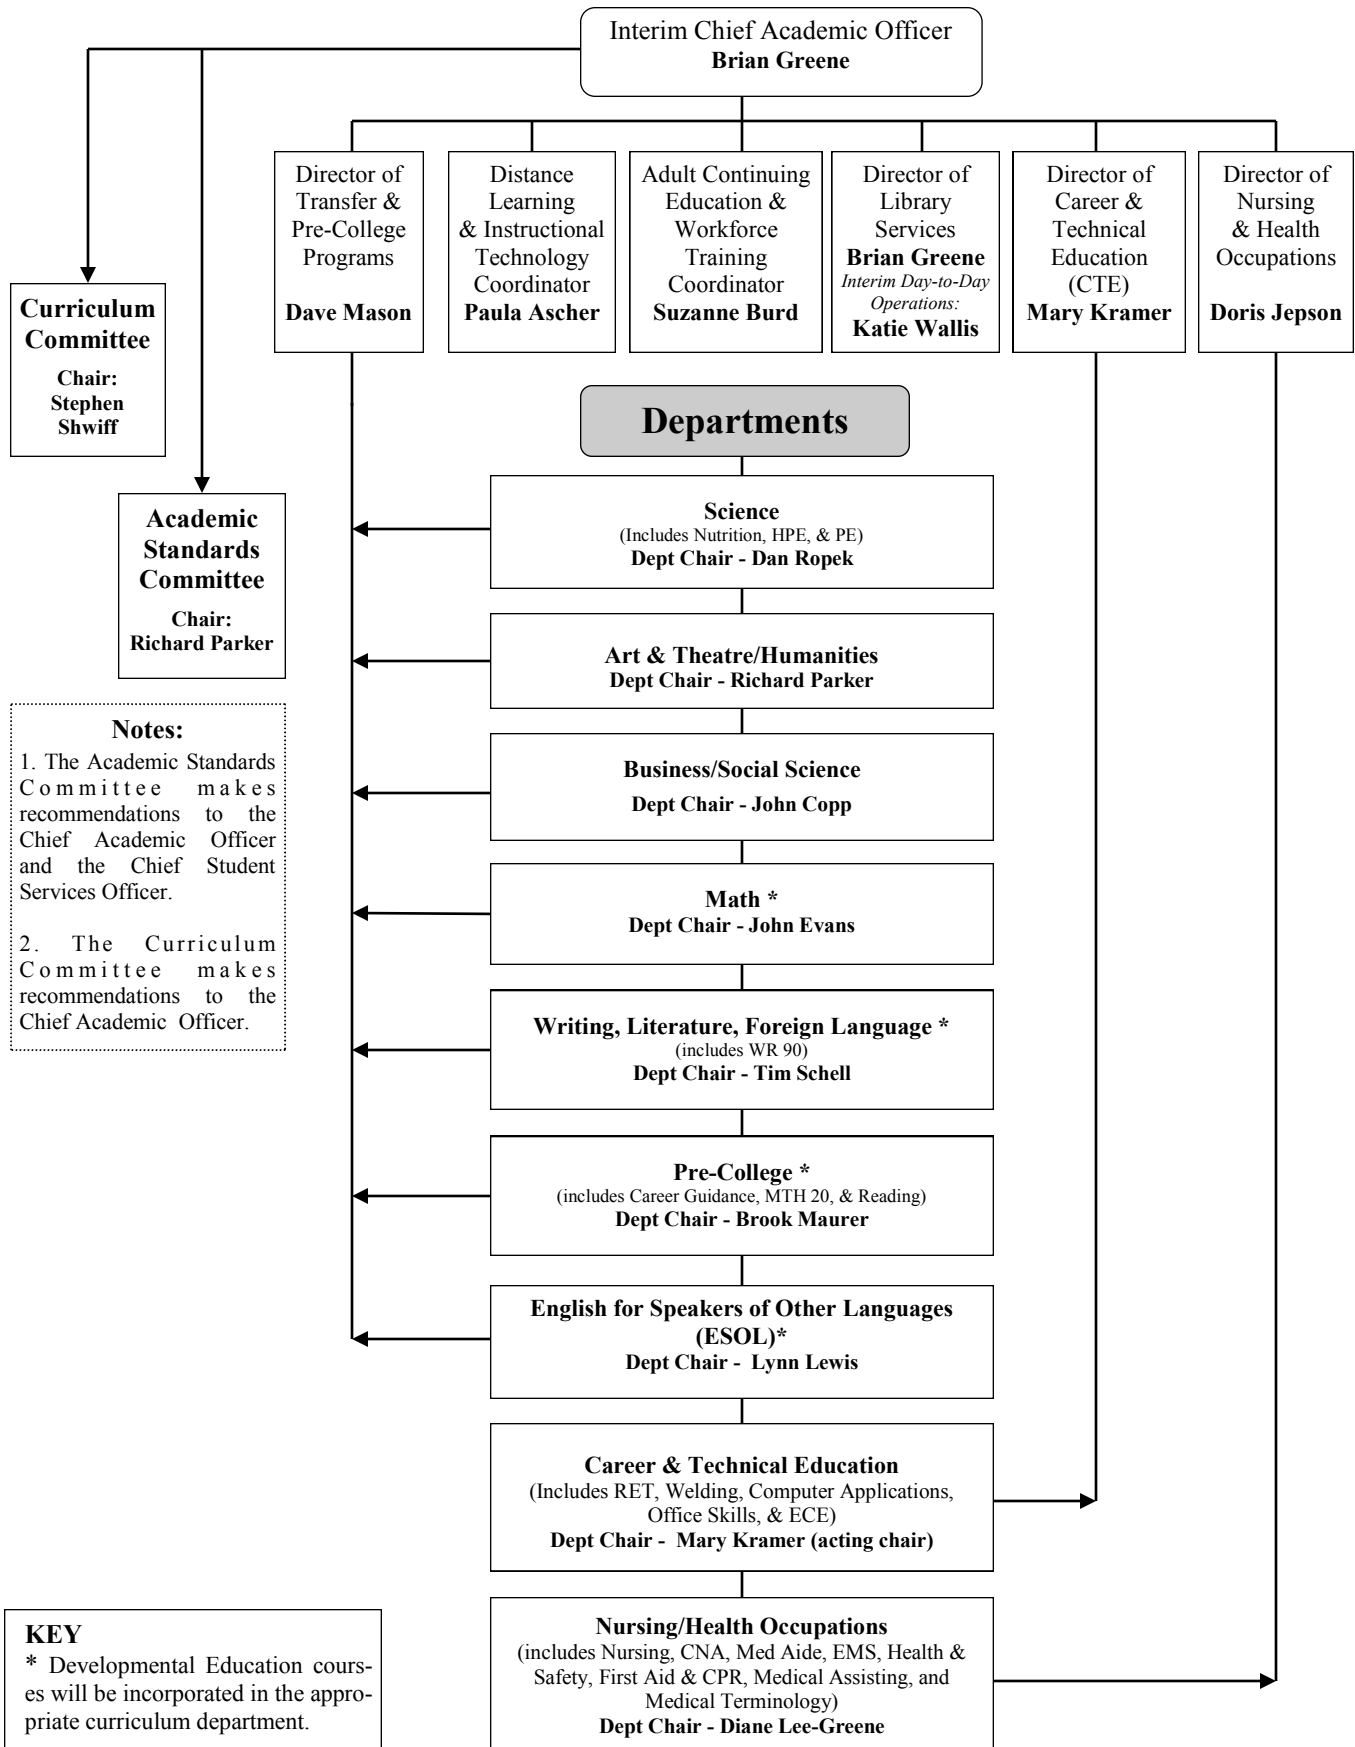 Interim Chief Academic Officer
Brian Greene
Director of
Transfer &
Pre-College
Programs
Dave Mason
Distance
Learning
& Instructional
Technology
Coordinator
Paula Ascher
Adult Continuing
Education &
Workforce
Training
Coordinator
Suzanne Burd
Director of
Library
Services
Brian Greene
Interim Day-to-Day
Operations:
Katie Wallis
Director of
Career &
Technical
Education
(CTE)
Mary Kramer
Director of
Nursing
& Health
Occupations
Doris Jepson
Curriculum
Committee
Chair:
Stephen
Shwiff
Academic
Standards
Committee
Chair:
Richard Parker
Notes:
1. The Academic Standards
Committee makes
recommendations to the
Chief Academic Officer
and the Chief Student
Services Officer.
2. The Curriculum
Committee makes
recommendations to the
Chief Academic Officer.
Departments
Science
(Includes Nutrition, HPE, & PE)
Dept Chair - Dan Ropek
Art & Theatre/Humanities
Dept Chair - Richard Parker
Business/Social Science
Dept Chair - John Copp
Math *
Dept Chair - John Evans
Writing, Literature, Foreign Language *
(includes WR 90)
Dept Chair - Tim Schell
Pre-College *
(includes Career Guidance, MTH 20, & Reading)
Dept Chair - Brook Maurer
English for Speakers of Other Languages
(ESOL)*
Dept Chair - Lynn Lewis
Career & Technical Education
(Includes RET, Welding, Computer Applications,
Office Skills, & ECE)
Dept Chair - Mary Kramer (acting chair)
Nursing/Health Occupations
(includes Nursing, CNA, Med Aide, EMS, Health &
Safety, First Aid & CPR, Medical Assisting, and
Medical Terminology)
Dept Chair - Diane Lee-Greene
KEY
* Developmental Education cours-
es will be incorporated in the appro-
priate curriculum department.